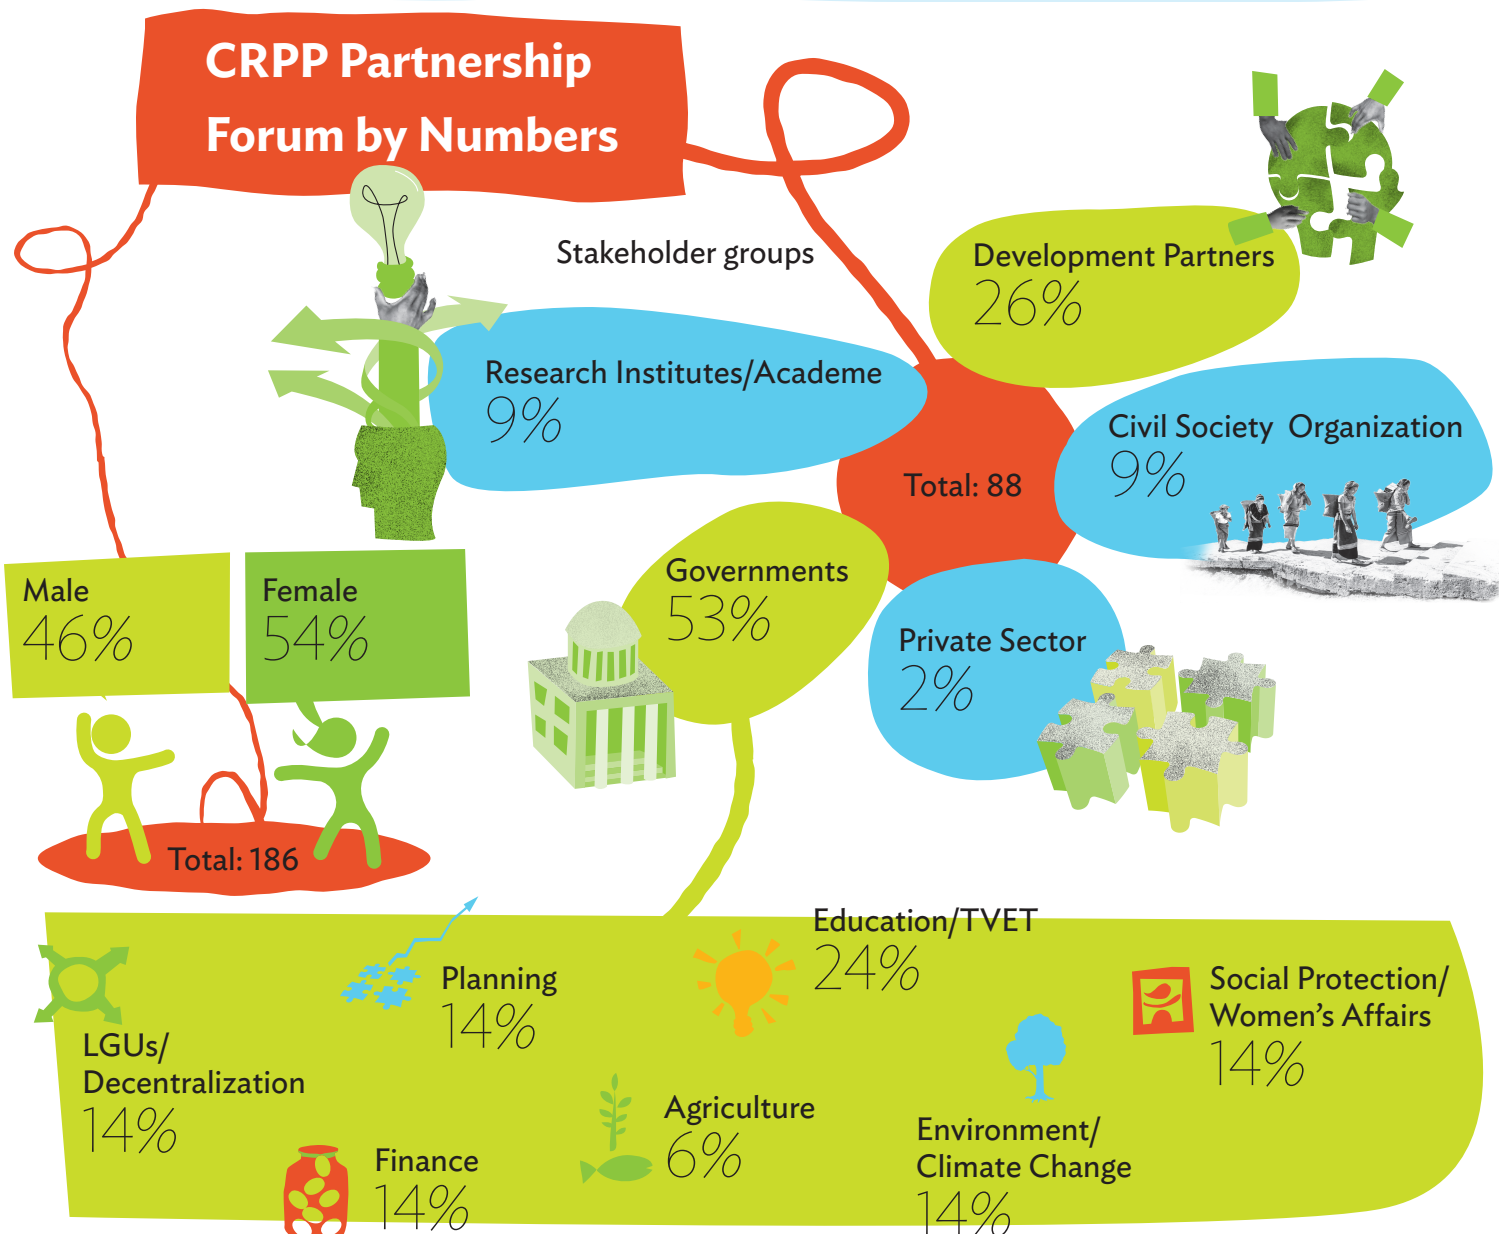 CRPP Partnership
Forum by Numbers
Stakeholder groups
Development Partners
26%
Research Institutes/Academe
9%
Civil Society Organization
9%
Total: 88
Governments
53%
Private Sector
2%
Male
46%
Female
54%
Total: 186
Education/TVET
24%
Planning
14%
Social Protection/
Women's Affairs
14%
LGUs/
Decentralization
14%
Agriculture
6%
Environment/
Climate Change
14%
Finance
14%